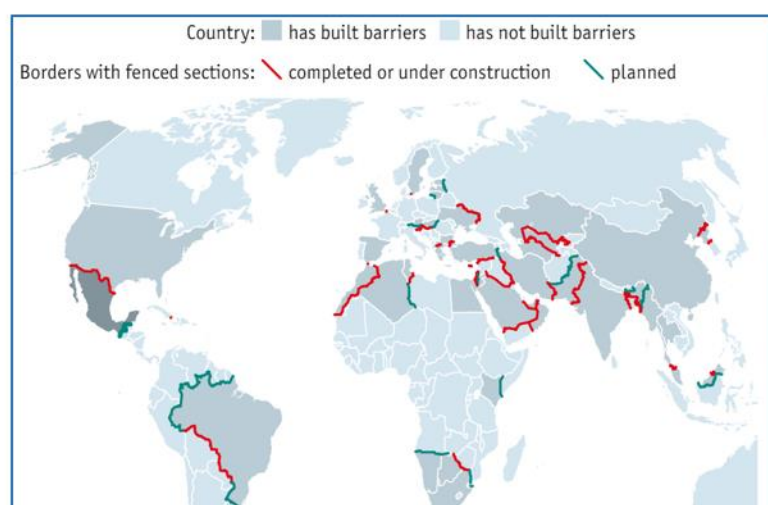 Country: has built barriers has not built barriers
Borders with fenced sections: completed or under construction planned